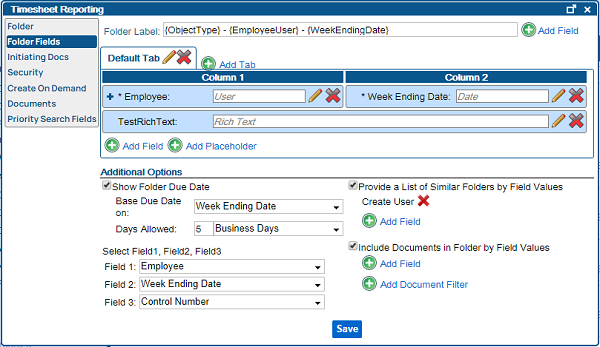 Timesheet Reporting
Folder
Folder Fields
Initiating Docs
Security
Create On Demand
Documents
Priority Search Fields
Folder Label: {ObjectType} - {EmployeeUser} - {WeekEndingDate} Add Field
Default Tab Add Tab
Column 1 Column 2
* Employee: User * Week Ending Date: Date
TestRichText: Rich Text
Add Field Add Placeholder
Additional Options
Show Folder Due Date
Base Due Date on: Week Ending Date
Days Allowed: 5 Business Days
Select Field1, Field2, Field3
Field 1: Employee
Field 2: Week Ending Date
Field 3: Control Number
Provide a List of Similar Folders by Field Values
Create User
Add Field
Include Documents in Folder by Field Values
Add Field
Add Document Filter
Save